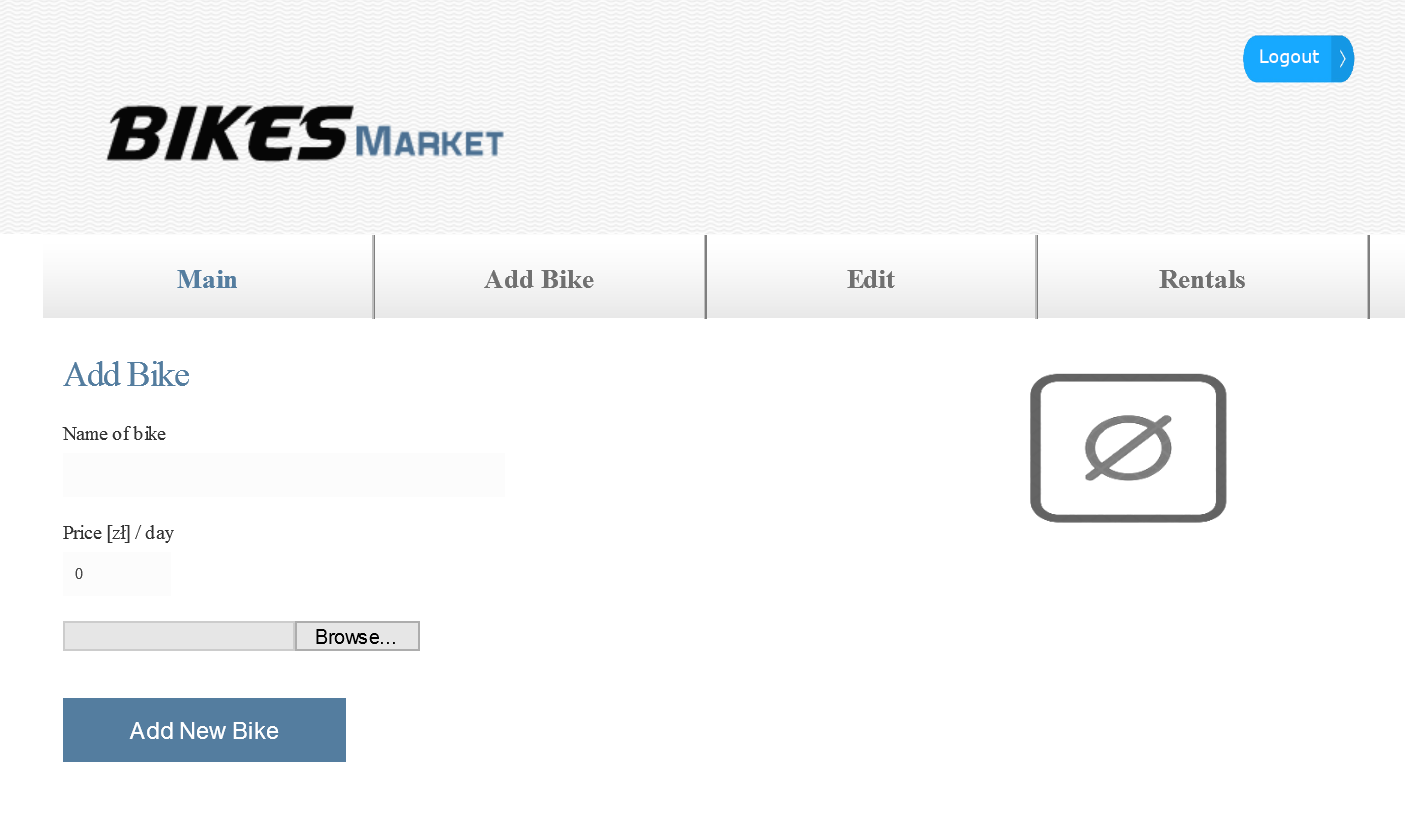 Logout
BIKES MARKET
Main Add Bike Edit Rentals
Add Bike
Name of bike
Price [zł] / day
0
Browse...
Add New Bike